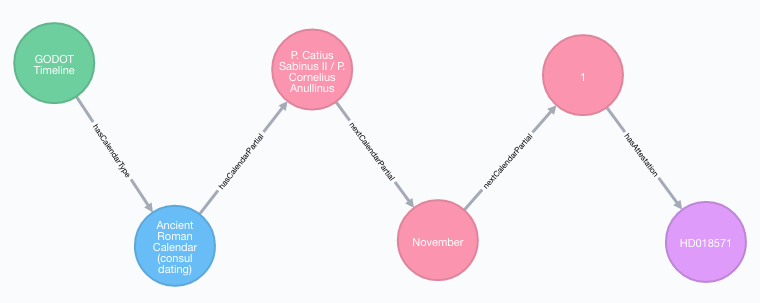 GODOT
Timeline
hasCalendarType
Ancient
Roman
Calendar
(consul
dating)
hasCalendarPartial
P. Catius
Sabinus II / P.
Cornelius
Anullinus
nextCalendarPartial
November
nextCalendarPartial
1
hasAttestation
HD018571